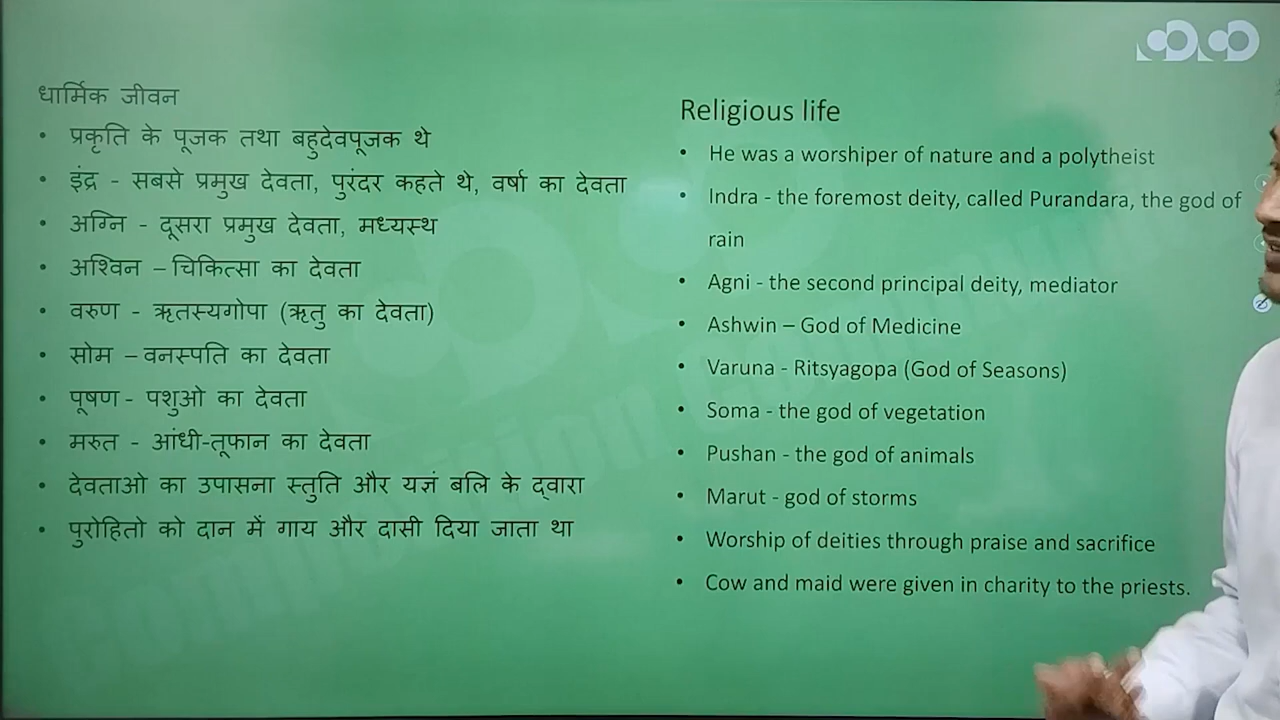 धार्मिक जीवन
• प्रकृति के पूजक तथा बहुदेवपूजक थे
• इंद्र - सबसे प्रमुख देवता, पुरंदर कहते थे, वर्षा का देवता
• अग्नि - दूसरा प्रमुख देवता, मध्यस्थ
• अश्विन – चिकित्सा का देवता
• वरुण - ऋतस्यगोपा (ऋतु का देवता)
• सोम – वनस्पति का देवता
• पूषण - पशुओ का देवता
• मरुत - आंधी-तूफान का देवता
• देवताओ का उपासना स्तुति और यज्ञं बलि के द्वारा
• पुरोहितो को दान में गाय और दासी दिया जाता था
Religious life
• He was a worshiper of nature and a polytheist
• Indra - the foremost deity, called Purandara, the god of
rain
• Agni - the second principal deity, mediator
• Ashwin – God of Medicine
• Varuna - Ritsyagopa (God of Seasons)
• Soma - the god of vegetation
• Pushan - the god of animals
• Marut - god of storms
• Worship of deities through praise and sacrifice
• Cow and maid were given in charity to the priests.